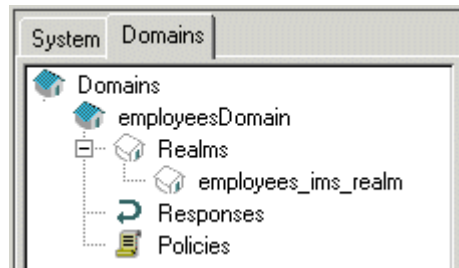 System Domains
Domains
employeesDomain
Realms
employees_ims_realm
Responses
Policies